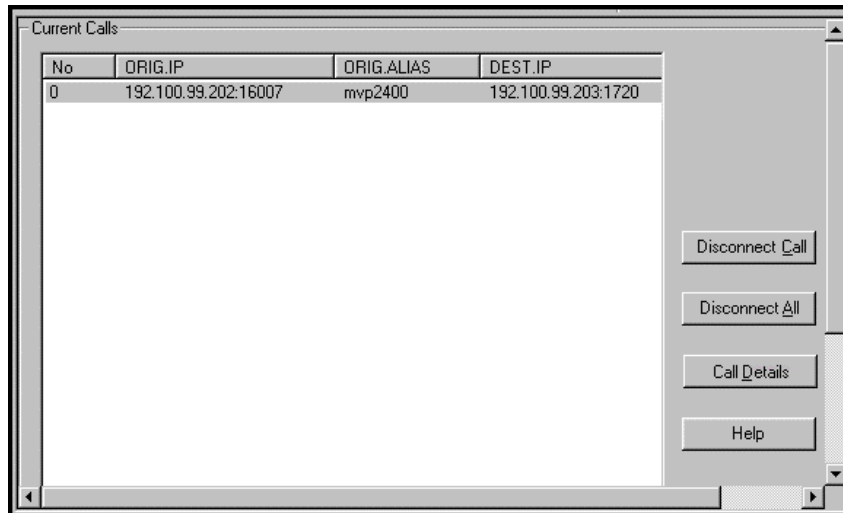 Current Calls
No ORIG.IP ORIG.ALIAS DEST.IP
0 192.100.99.202:16007 mvp2400 192.100.99.203:1720
Disconnect Call
Disconnect All
Call Details
Help